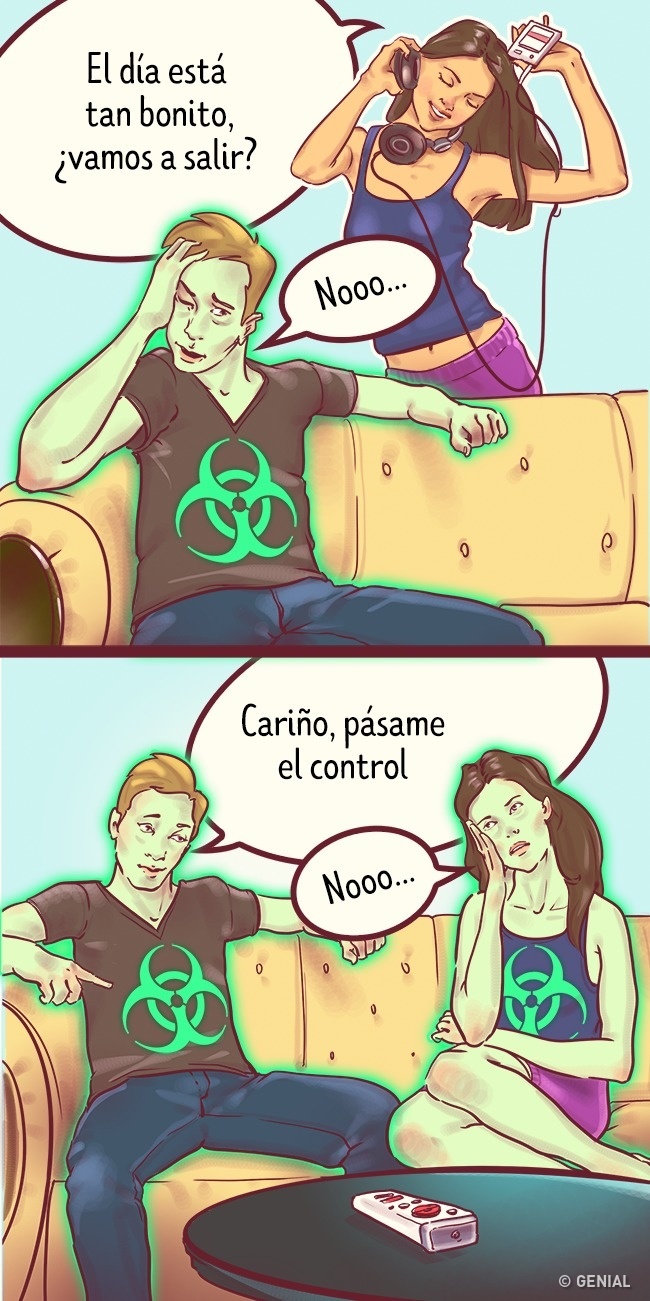 El día está
tan bonito,
¿vamos a salir?
Nooo...
Cariño, pásame
el control
Nooo...
© GENIAL